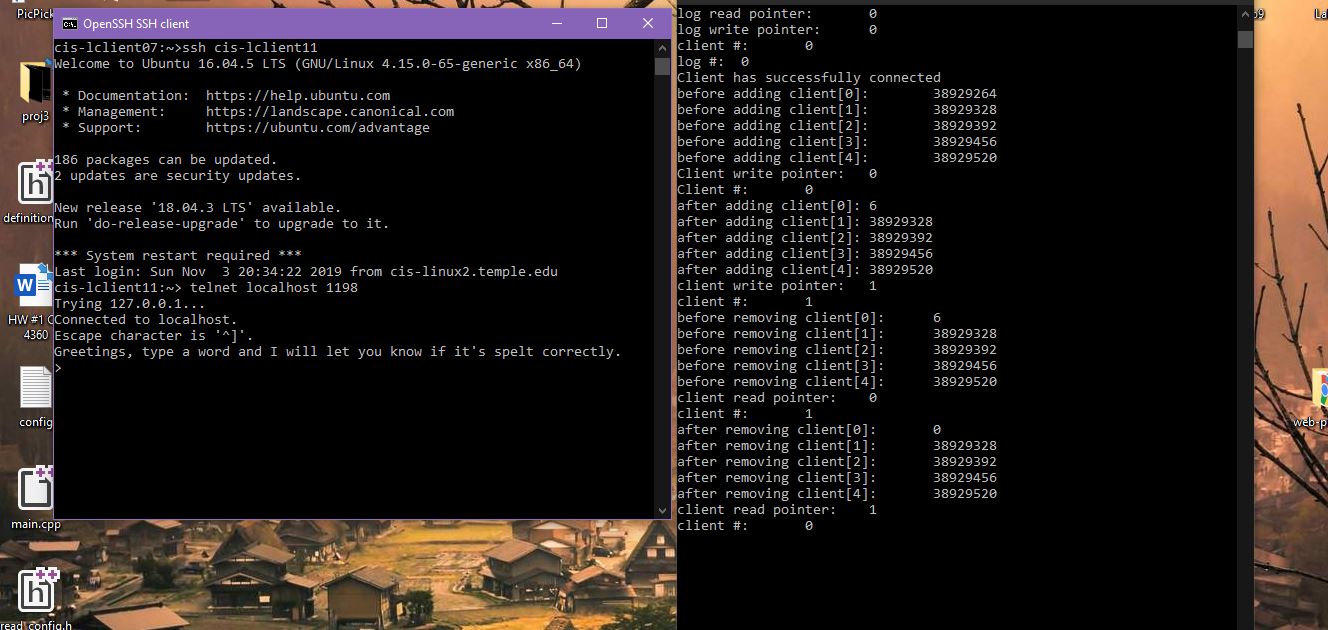 PicPick
proj3
definition
HW #1 C
4360
config
main.cpp
read_config.h
OpenSSH SSH client
cis-lclient07:~>ssh cis-lclient11
Welcome to Ubuntu 16.04.5 LTS (GNU/Linux 4.15.0-65-generic x86_64)
* Documentation:  https://help.ubuntu.com
* Management:     https://landscape.canonical.com
* Support:        https://ubuntu.com/advantage
186 packages can be updated.
2 updates are security updates.
New release '18.04.3 LTS' available.
Run 'do-release-upgrade' to upgrade to it.
*** System restart required ***
Last login: Sun Nov  3 20:34:22 2019 from cis-linux2.temple.edu
cis-lclient11:~> telnet localhost 1198
Trying 127.0.0.1...
Connected to localhost.
Escape character is '^]'.
Greetings, type a word and I will let you know if it's spelt correctly.
>
log read pointer:       0
log write pointer:      0
client #:       0
log #:  0
Client has successfully connected
before adding client[0]:        38929264
before adding client[1]:        38929328
before adding client[2]:        38929392
before adding client[3]:        38929456
before adding client[4]:        38929520
Client write pointer:   0
Client #:       0
after adding client[0]: 6
after adding client[1]: 38929328
after adding client[2]: 38929392
after adding client[3]: 38929456
after adding client[4]: 38929520
client write pointer:   1
client #:       1
before removing client[0]:      6
before removing client[1]:      38929328
before removing client[2]:      38929392
before removing client[3]:      38929456
before removing client[4]:      38929520
client read pointer:    0
client #:       1
after removing client[0]:       0
after removing client[1]:       38929328
after removing client[2]:       38929392
after removing client[3]:       38929456
after removing client[4]:       38929520
client read pointer:    1
client #:       0
web-p